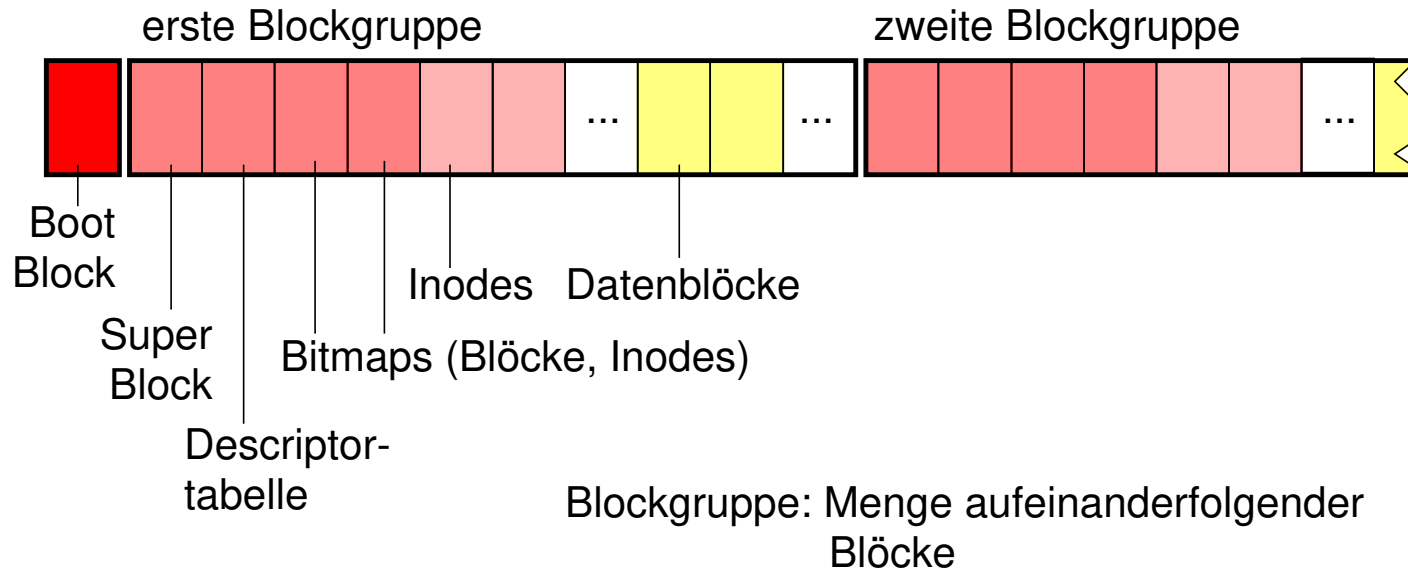 erste Blockgruppe
zweite Blockgruppe
...
...
...
Boot
Block
Super
Block
Descriptor-
tabelle
Bitmaps (Blöcke, Inodes)
Inodes
Datenblöcke
Blockgruppe: Menge aufeinanderfolgender
Blöcke